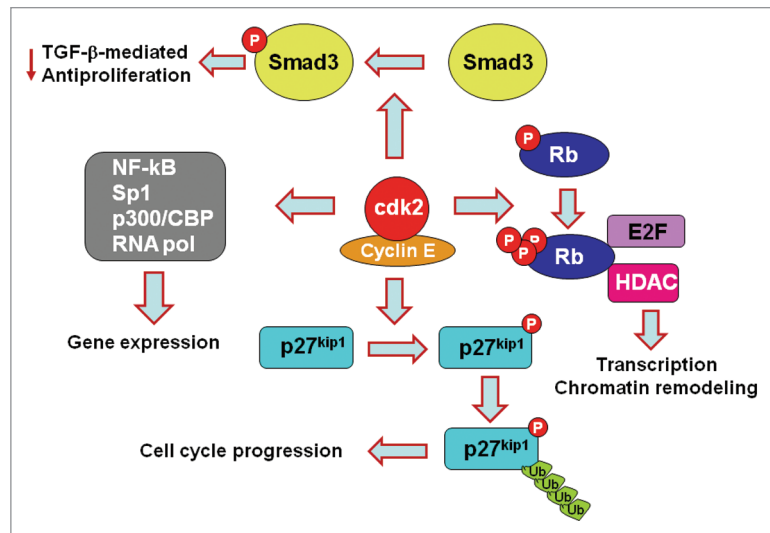 TGF-β-mediated
Antiproliferation
P
Smad3
Smad3
NF-kB
Sp1
p300/CBP
RNA pol
Gene expression
cdk2
Cyclin E
P
Rb
P
P
P
Rb
E2F
HDAC
Transcription
Chromatin remodeling
p27kip1
P
p27kip1
Cell cycle progression
P
p27kip1
Ub
Ub
Ub
Ub